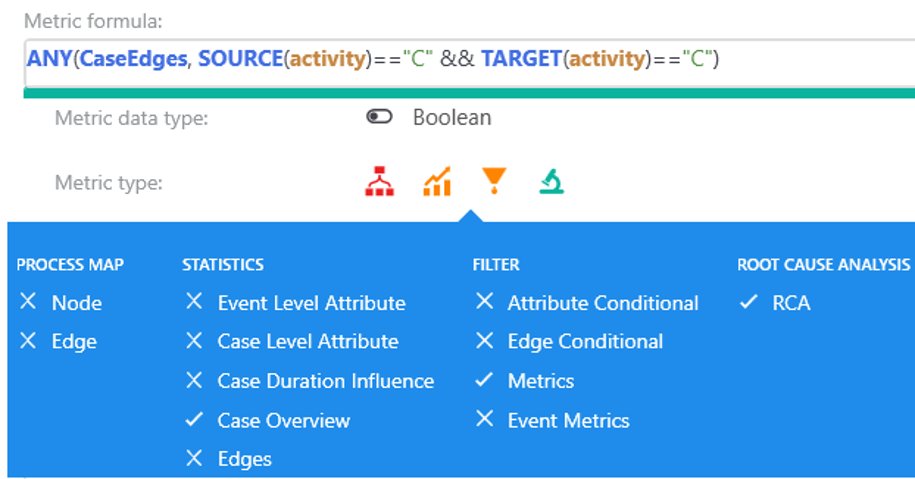 Metric formula:
ANY(CaseEdges, SOURCE(activity)=="C" && TARGET(activity)=="C")
Metric data type: Boolean
Metric type:
PROCESS MAP STATISTICS FILTER ROOT CAUSE ANALYSIS
Node Event Level Attribute Attribute Conditional RCA
Edge Case Level Attribute Edge Conditional
Case Duration Influence Metrics
Case Overview Event Metrics
Edges